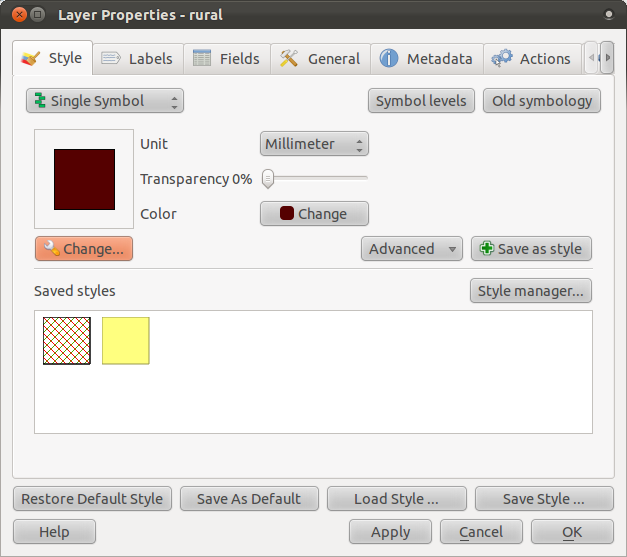 Layer Properties - rural
Style Labels Fields General Metadata Actions
Single Symbol Symbol levels Old symbology
Unit Millimeter
Transparency 0%
Color Change
Change... Advanced Save as style
Saved styles Style manager...
Restore Default Style Save As Default Load Style ... Save Style ...
Help Apply Cancel OK